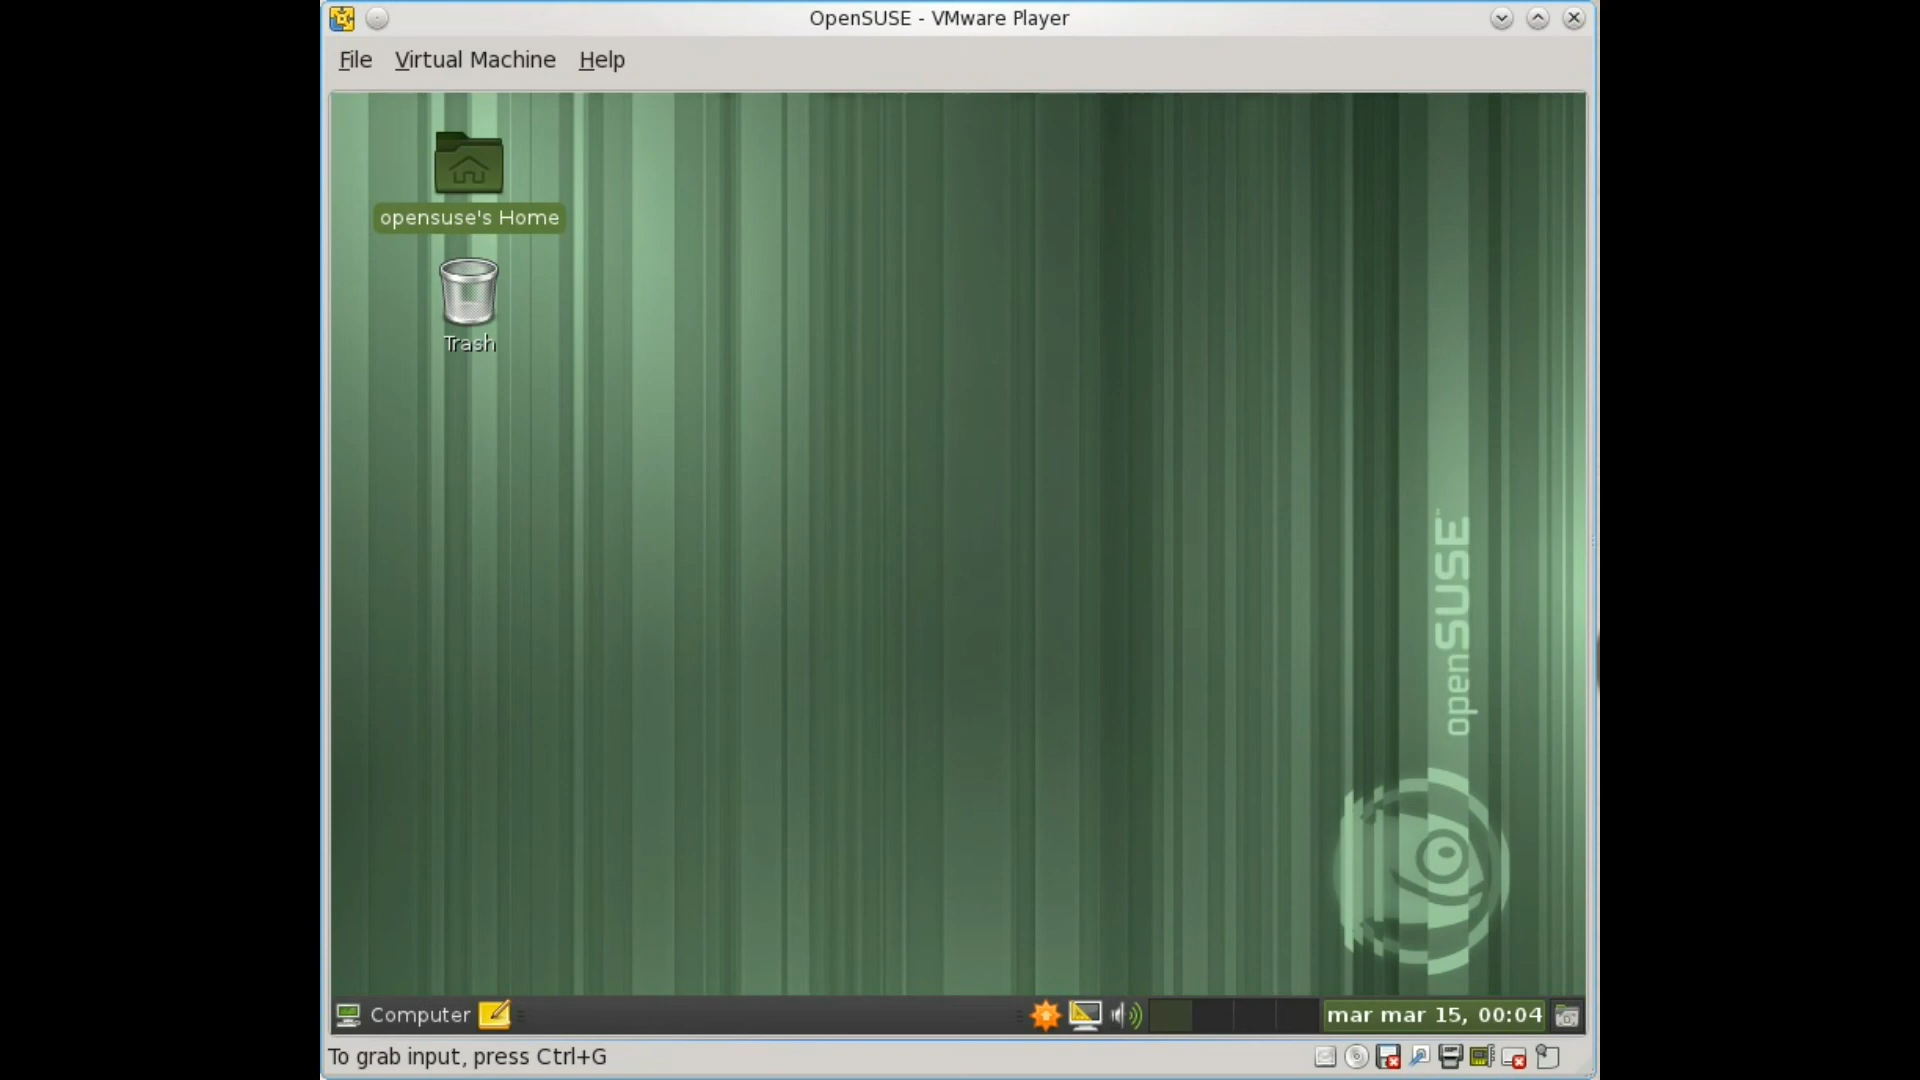 OpenSUSE - VMware Player
File Virtual Machine Help
opensuse's Home
Trash
openSUSE
Computer
mar mar 15, 00:04
To grab input, press Ctrl+G